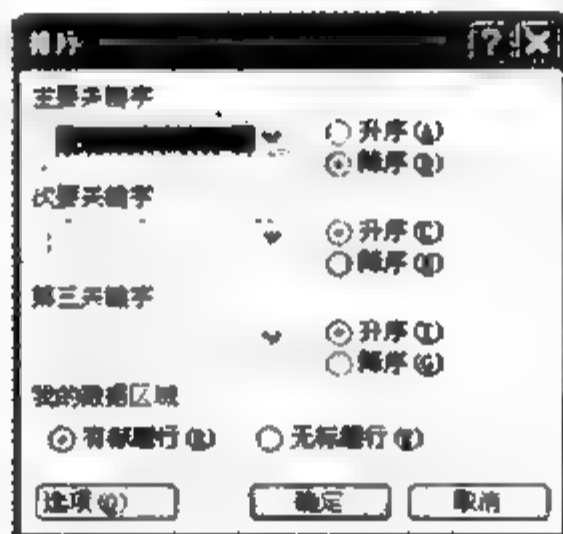 排序
主要关键字
升序(A)
降序(D)
次要关键字
升序(C)
降序(N)
第三关键字
升序(I)
降序(G)
我的数据区域
有标题行(R)
无标题行(W)
选项(O)
确定
取消